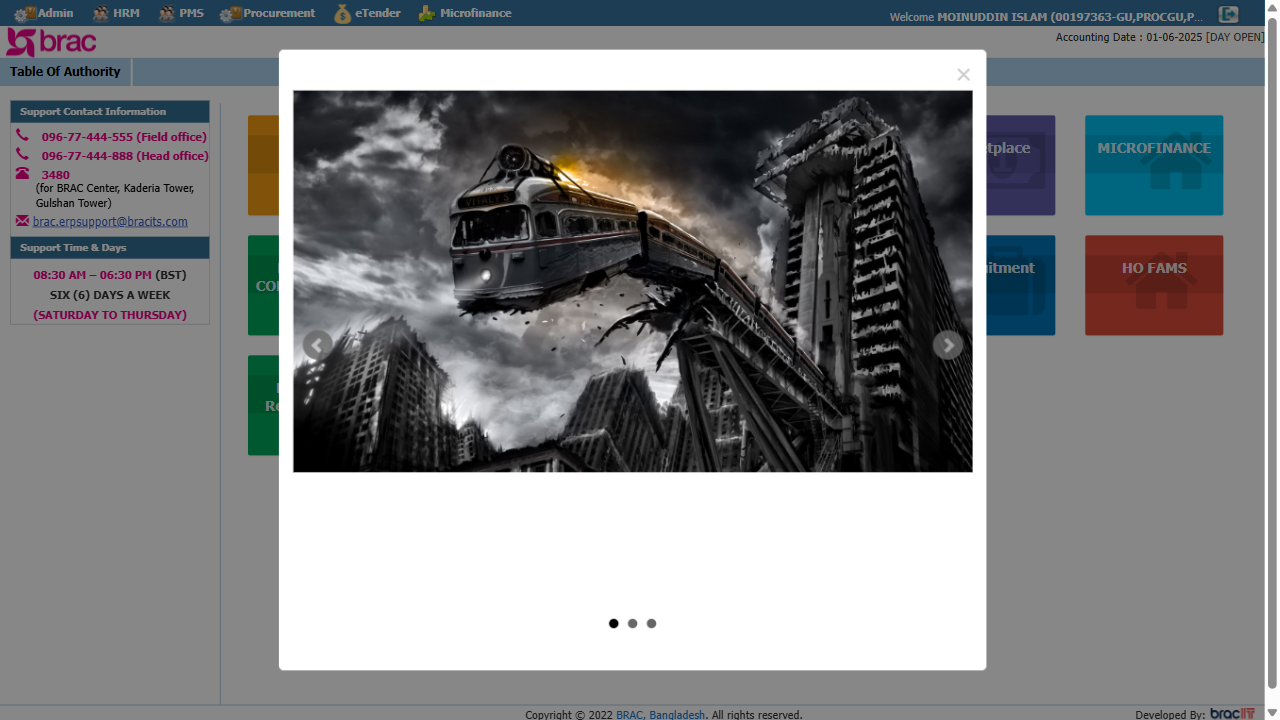 Admin HRM PMS Procurement eTender Microfinance
Welcome MOINUDDIN ISLAM (00197363-GU,PROCGU,P...
brac
Accounting Date : 01-06-2025 [DAY OPEN]
Table Of Authority
Support Contact Information
096-77-444-555 (Field office)
096-77-444-888 (Head office)
3480
(for BRAC Center, Kaderia Tower,
Gulshan Tower)
brac.erpsupport@bracits.com
Support Time & Days
08:30 AM – 06:30 PM (BST)
SIX (6) DAYS A WEEK
(SATURDAY TO THURSDAY)
×
tplace
MICROFINANCE
CO
itment
HO FAMS
Re
Copyright © 2022 BRAC, Bangladesh. All rights reserved.
Developed By: bracIT